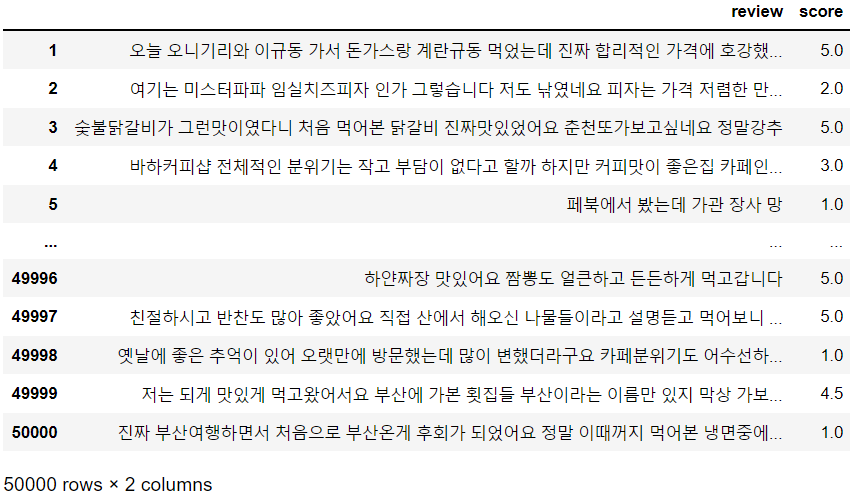 review score
1 오늘 오니기리와 이규동 가서 돈가스랑 계란규동 먹었는데 진짜 합리적인 가격에 호강했... 5.0
2 여기는 미스터파파 임실치즈피자 인가 그렇습니다 저도 낚였네요 피자는 가격 저렴한 만... 2.0
3 숯불닭갈비가 그런맛이였다니 처음 먹어본 닭갈비 진짜맛있었어요 춘천또가보고싶네요 정말강추 5.0
4 바하커피샵 전체적인 분위기는 작고 부담이 없다고 할까 하지만 커피맛이 좋은집 카페인... 3.0
5 페북에서 봤는데 가관 장사 망 1.0
... ... ...
49996 하얀짜장 맛있어요 짬뽕도 얼큰하고 든든하게 먹고갑니다 5.0
49997 친절하시고 반찬도 많아 좋았어요 직접 산에서 해오신 나물들이라고 설명듣고 먹어보니 ... 5.0
49998 옛날에 좋은 추억이 있어 오랫만에 방문했는데 많이 변했더라구요 카페분위기도 어수선하... 1.0
49999 저는 되게 맛있게 먹고왔어서요 부산에 가본 횟집들 부산이라는 이름만 있지 막상 가보... 4.5
50000 진짜 부산여행하면서 처음으로 부산온게 후회가 되었어요 정말 이때꺼지 먹어본 냉면중에... 1.0
50000 rows × 2 columns